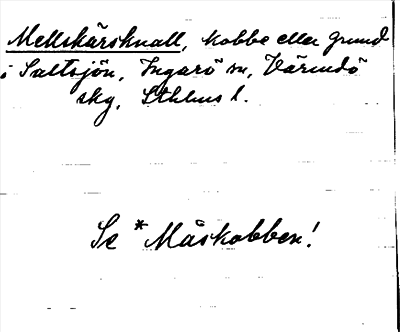 Mellskärsknall, kobbe eller grund
i Saltsjön, Ingarö sn, Värmdö
skg, Sthlms l.
Se *Måskobben!